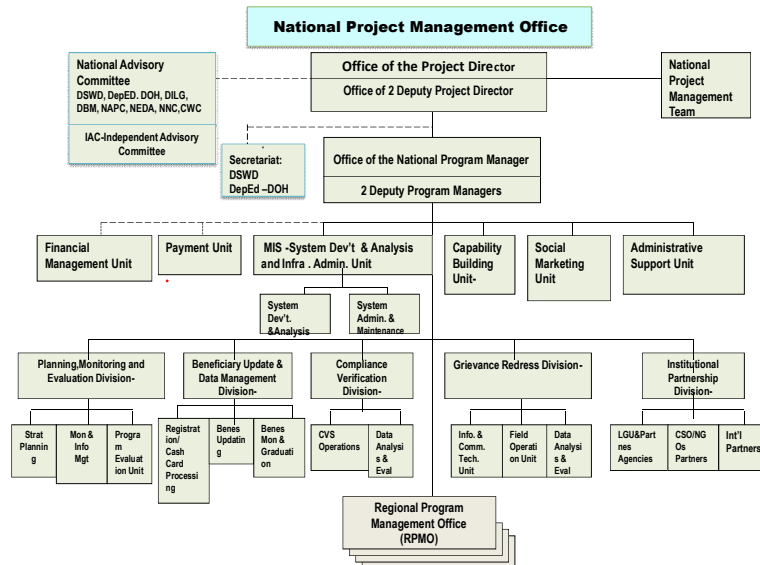 National Project Management Office
National Advisory
Committee
DSWD, DepED. DOH, DILG,
DBM, NAPC, NEDA, NNC,CWC
IAC-Independent Advisory
Committee
Office of the Project Director
Office of 2 Deputy Project Director
National
Project
Management
Team
Secretariat:
DSWD
DepEd –DOH
Office of the National Program Manager
2 Deputy Program Managers
Financial
Management Unit
Payment Unit
MIS -System Dev't & Analysis
and Infra . Admin. Unit
Capability
Building
Unit-
Social
Marketing
Unit
Administrative
Support Unit
System
Dev't.
&Analysis
System
Admin. &
Maintenance
Planning,Monitoring and
Evaluation Division-
Beneficiary Update &
Data Management
Division-
Compliance
Verification
Division-
Grievance Redress Division-
Institutional
Partnership
Division-
Strat
Plannin
g
Mon &
Info
Mgt
Progra
m
Evaluat
ion Unit
Registrat
ion/
Cash
Card
Processi
ng
Benes
Updatin
g
Benes
Mon &
Graduati
on
CVS
Operations
Data
Analysi
s &
Eval
Info. &
Comm.
Tech.
Unit
Field
Operati
on Unit
Data
Analysi
s &
Eval
LGU&Part
nes
Agencies
CSO/NG
Os
Partners
Int'l
Partners
Regional Program
Management Office
(RPMO)